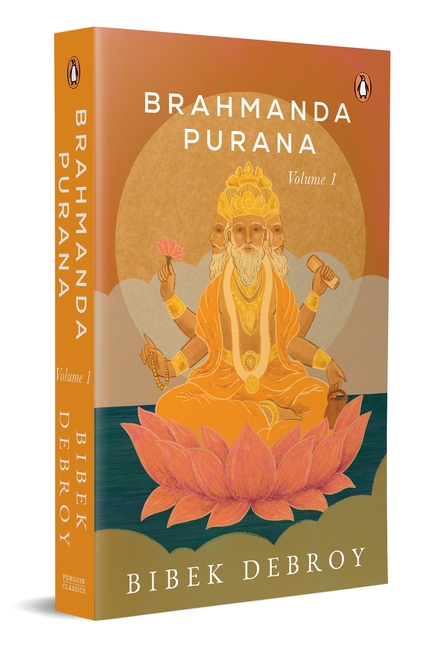 BRAHMANDA
PURANA
Volume 1
BIBEK DEBROY
BRAHMANDA
PURANA
Volume 1
BIBEK
DEBROY
PENGUIN
CLASSICS